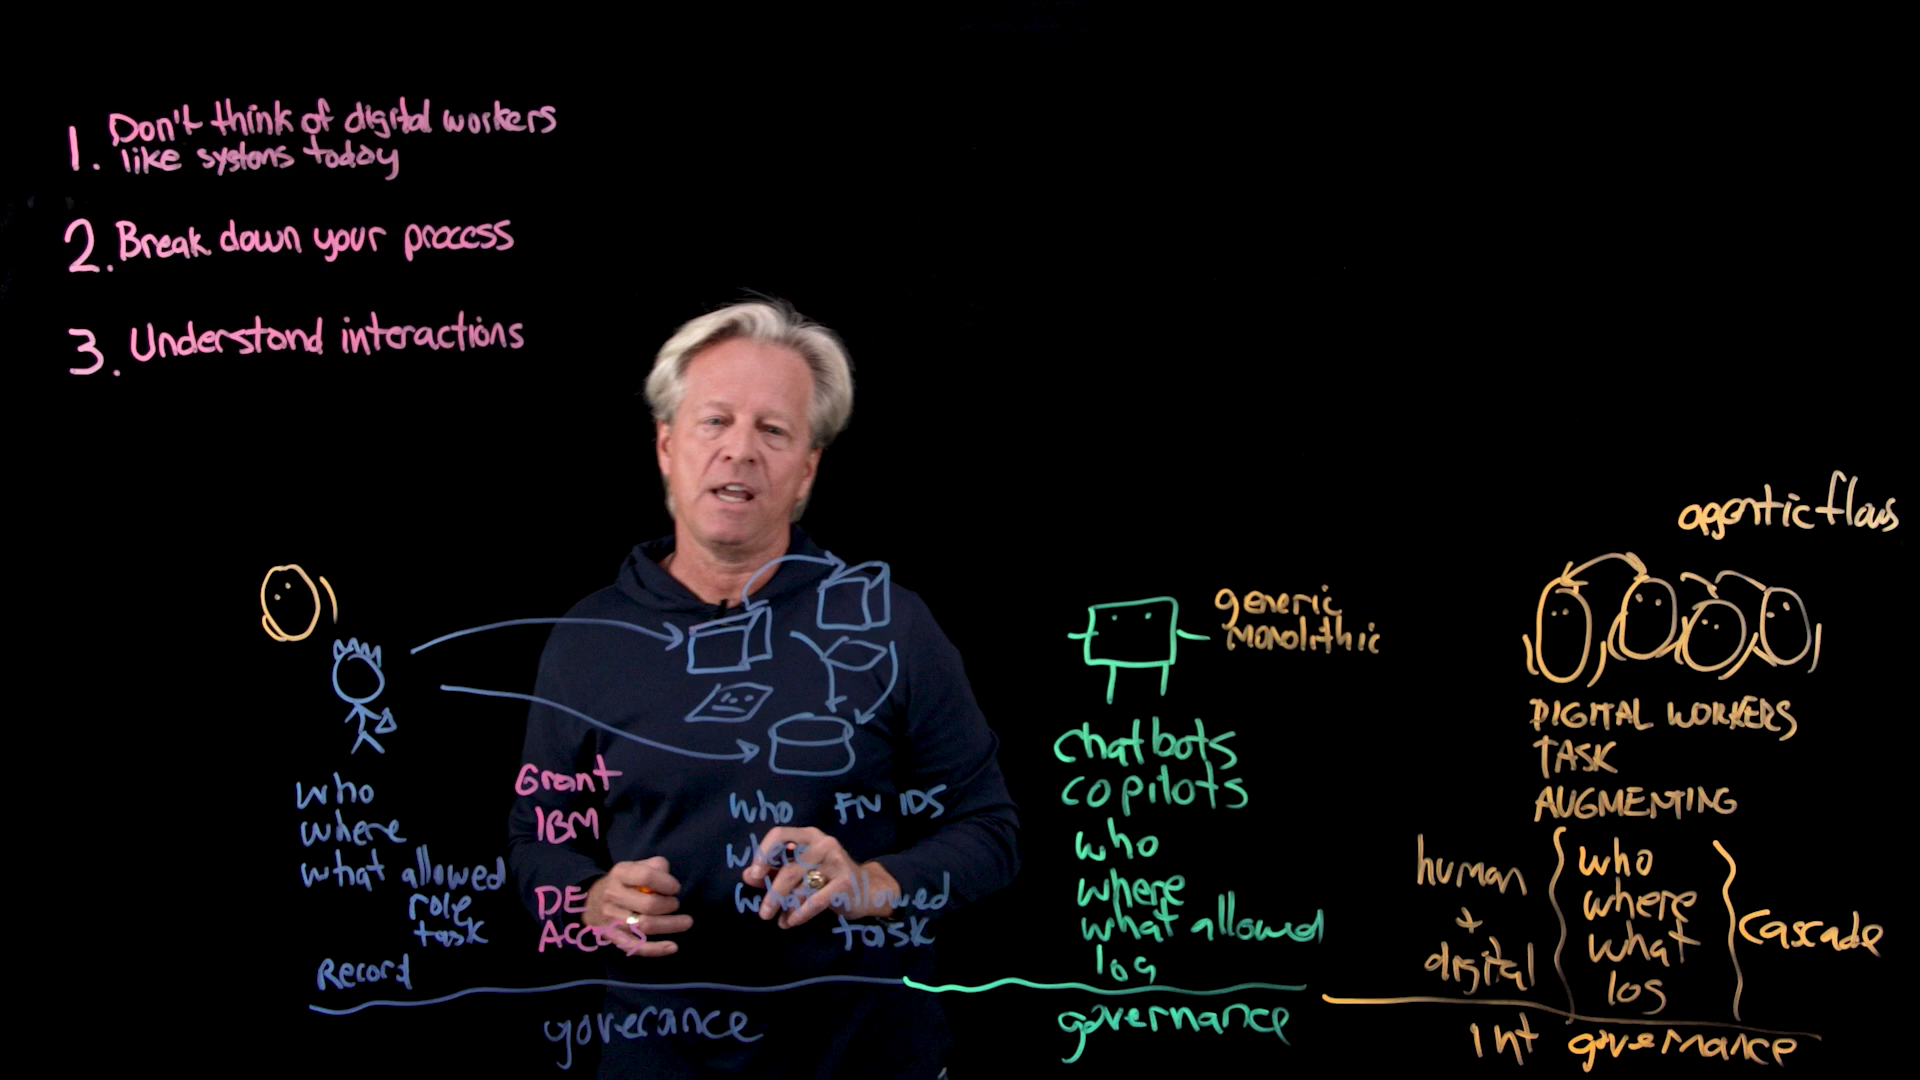 1. Don't think of digital workers
like systems today
2. Break down your process
3. Understand interactions
who
where
what allowed
role
task
Record
Grant
IBM
DE
Access
who FN IDS
where
what allowed
task
goverance
generic
monolithic
chatbots
copilots
who
where
what allowed
log
governance
agentic flows
DIGITAL WORKERS
TASK
AUGMENTING
human
+
digital
who
where
what
log
cascade
Int governance